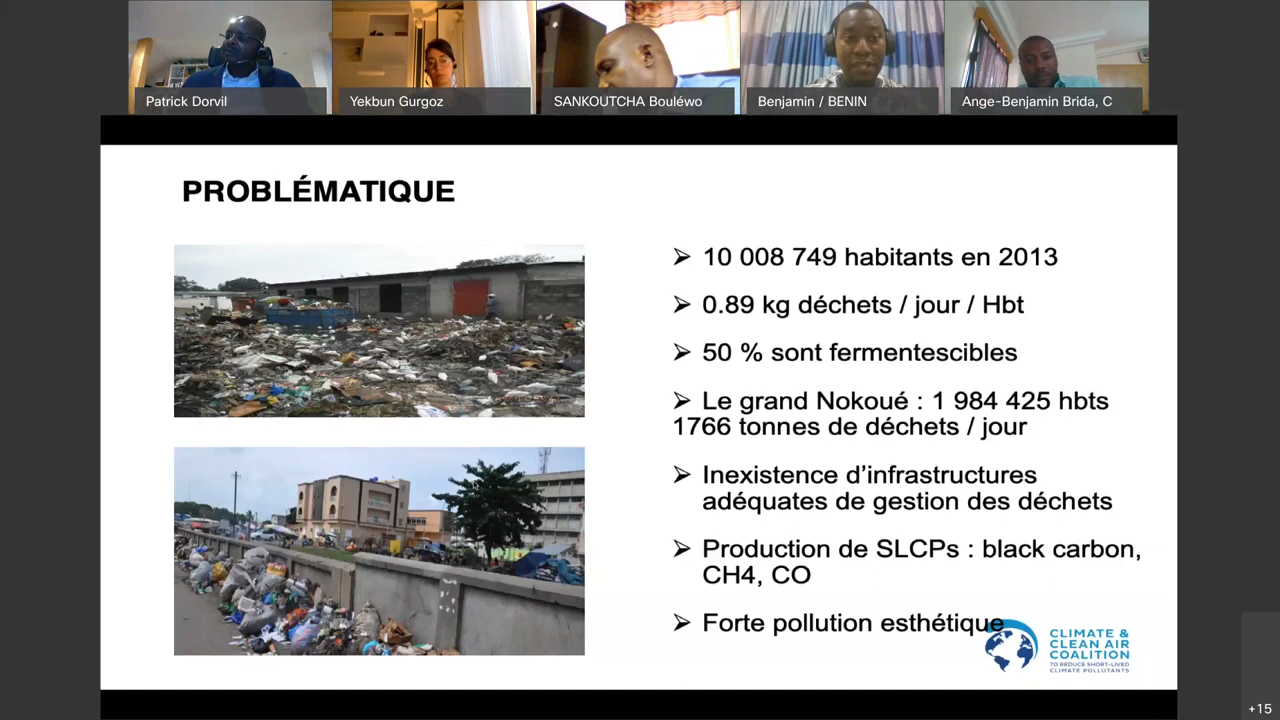 Patrick Dorvil
Yekbun Gurgoz
SANKOUTCHA Bouléwo
Benjamin / BENIN
Ange-Benjamin Brida, C
PROBLÉMATIQUE
➢ 10 008 749 habitants en 2013
➢ 0.89 kg déchets / jour / Hbt
➢ 50 % sont fermentescibles
➢ Le grand Nokoué : 1 984 425 hbts
1766 tonnes de déchets / jour
➢ Inexistence d’infrastructures
adéquates de gestion des déchets
➢ Production de SLCPs : black carbon,
CH4, CO
➢ Forte pollution esthétique
CLIMATE &
CLEAN AIR
COALITION
TO REDUCE SHORT-LIVED
CLIMATE POLLUTANTS
+15